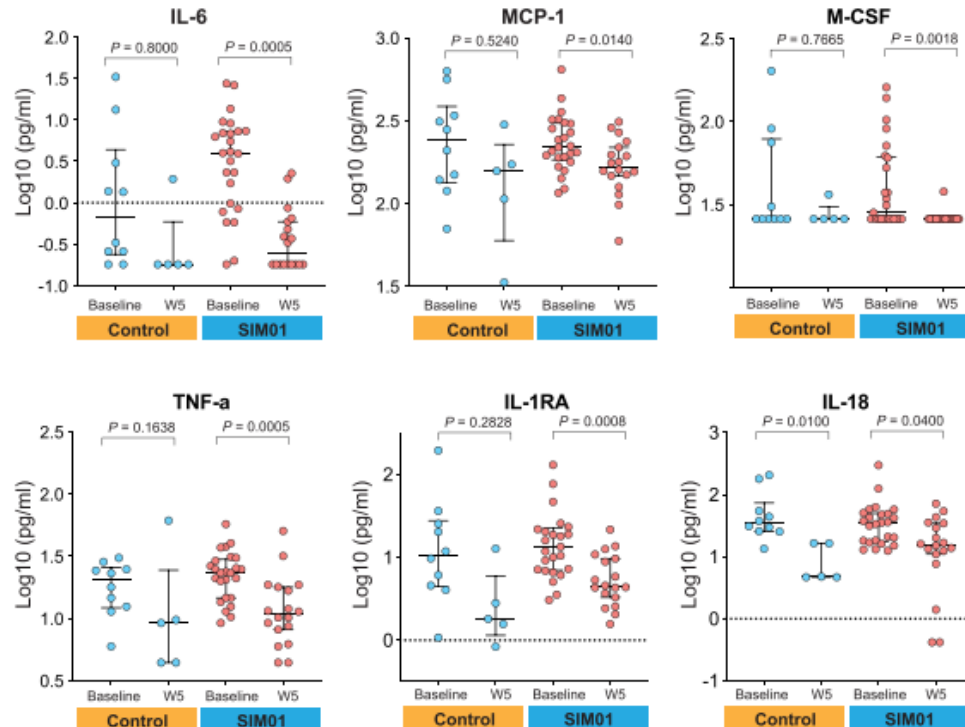 IL-6
P = 0.8000 P = 0.0005
Log10 (pg/ml)
2.0
1.5
1.0
0.5
0.0
-0.5
-1.0
Baseline W5 Baseline W5
Control SIM01
MCP-1
P = 0.5240 P = 0.0140
Log10 (pg/ml)
3.0
2.5
2.0
1.5
Baseline W5 Baseline W5
Control SIM01
M-CSF
P = 0.7665 P = 0.0018
Log10 (pg/ml)
2.5
2.0
1.5
Baseline W5 Baseline W5
Control SIM01
TNF-a
P = 0.1638 P = 0.0005
Log10 (pg/ml)
2.5
2.0
1.5
1.0
0.5
Baseline W5 Baseline W5
Control SIM01
IL-1RA
P = 0.2828 P = 0.0008
Log10 (pg/ml)
2
1
0
Baseline W5 Baseline W5
Control SIM01
IL-18
P = 0.0100 P = 0.0400
Log10 (pg/ml)
3
2
1
0
-1
Baseline W5 Baseline W5
Control SIM01